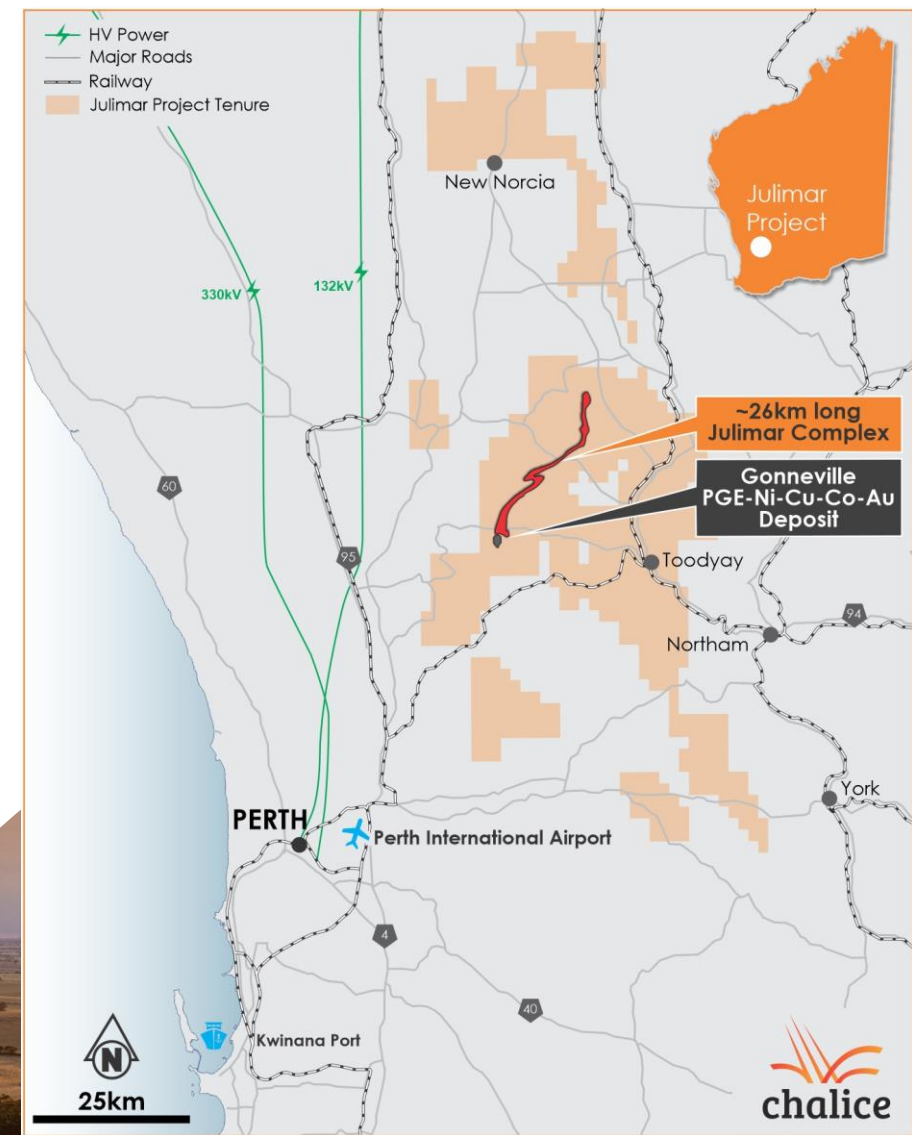 HV Power
Major Roads
Railway
Julimar Project Tenure
New Norcia
Julimar
Project
330kV
132kV
~26km long
Julimar Complex
Gonneville
PGE-Ni-Cu-Co-Au
Deposit
60
95
Toodyay
94
Northam
York
PERTH
Perth International Airport
4
40
Kwinana Port
N
25km
chalice